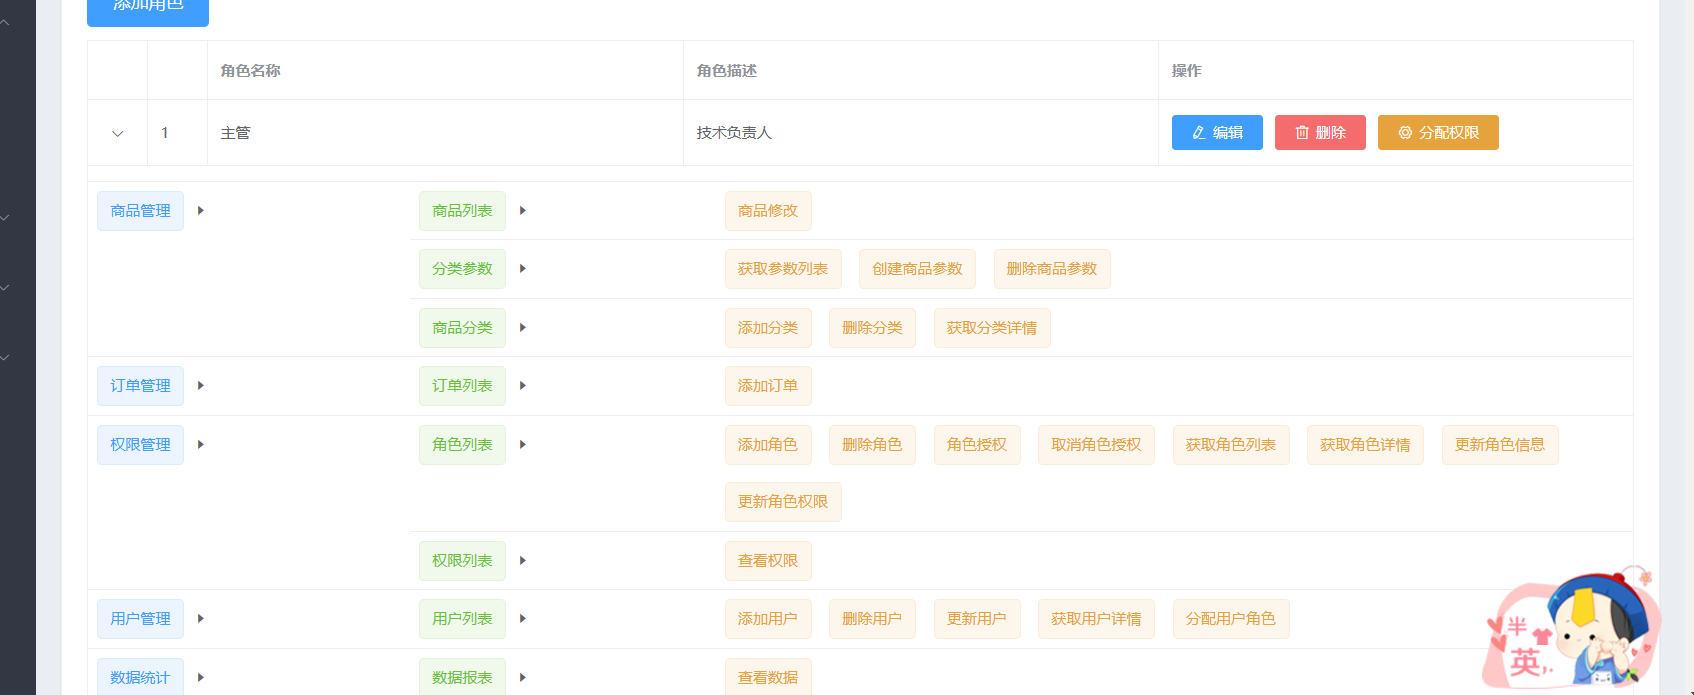 添加角色
角色名称 角色描述 操作
1 主管 技术负责人 编辑 删除 分配权限
商品管理 商品列表 商品修改
分类参数 获取参数列表 创建商品参数 删除商品参数
商品分类 添加分类 删除分类 获取分类详情
订单管理 订单列表 添加订单
权限管理 角色列表 添加角色 删除角色 角色授权 取消角色授权 获取角色列表 获取角色详情 更新角色信息
更新角色权限
权限列表 查看权限
用户管理 用户列表 添加用户 删除用户 更新用户 获取用户详情 分配用户角色
数据统计 数据报表 查看数据
半
英